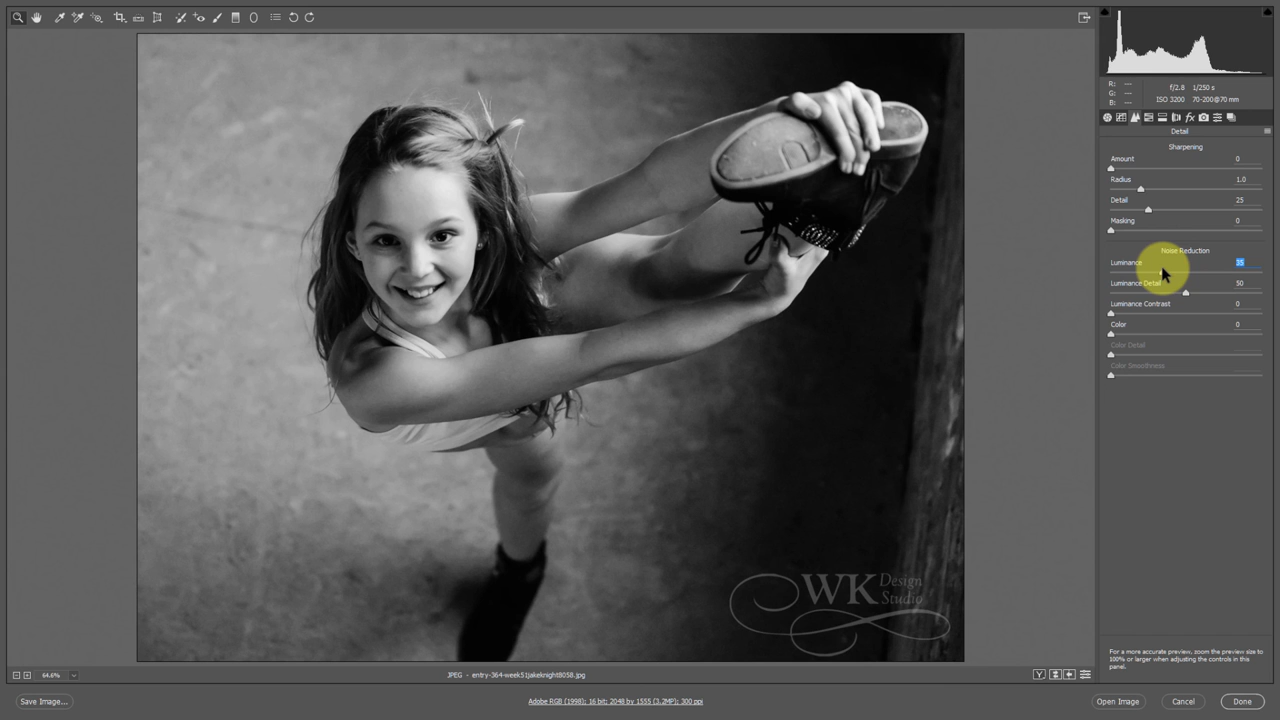 R: ---
G: ---
B: ---
f/2.8 1/250 s
ISO 3200 70-200@70 mm
fx
Detail
Sharpening
Amount 0
Radius 1.0
Detail 25
Masking 0
Noise Reduction
Luminance 35
Luminance Detail 50
Luminance Contrast 0
Color 0
Color Detail
Color Smoothness
WK Design
Studio
For a more accurate preview, zoom the preview size to
100% or larger when adjusting the controls in this
panel.
64.6% JPEG - entry-364-week51jakeknight8058.jpg Y
Save Image... Adobe RGB (1998); 16 bit; 2048 by 1555 (3.2MP); 300 ppi Open Image Cancel Done